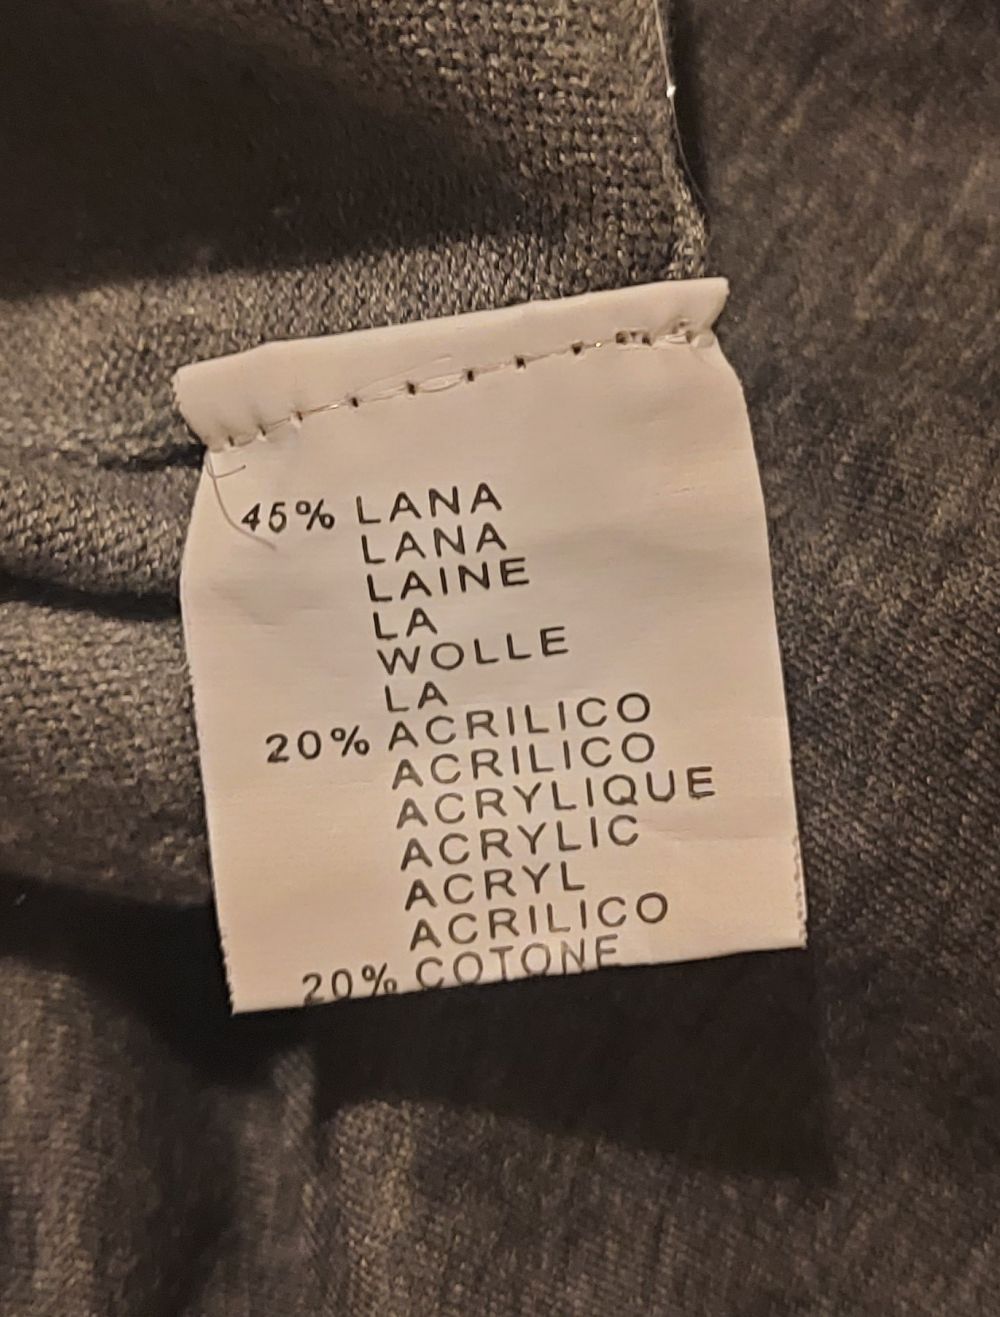 45% LANA
LANA
LAINE
LA
WOLLE
LA
20% ACRILICO
ACRILICO
ACRYLIQUE
ACRYLIC
ACRYL
ACRILICO
20% COTONE